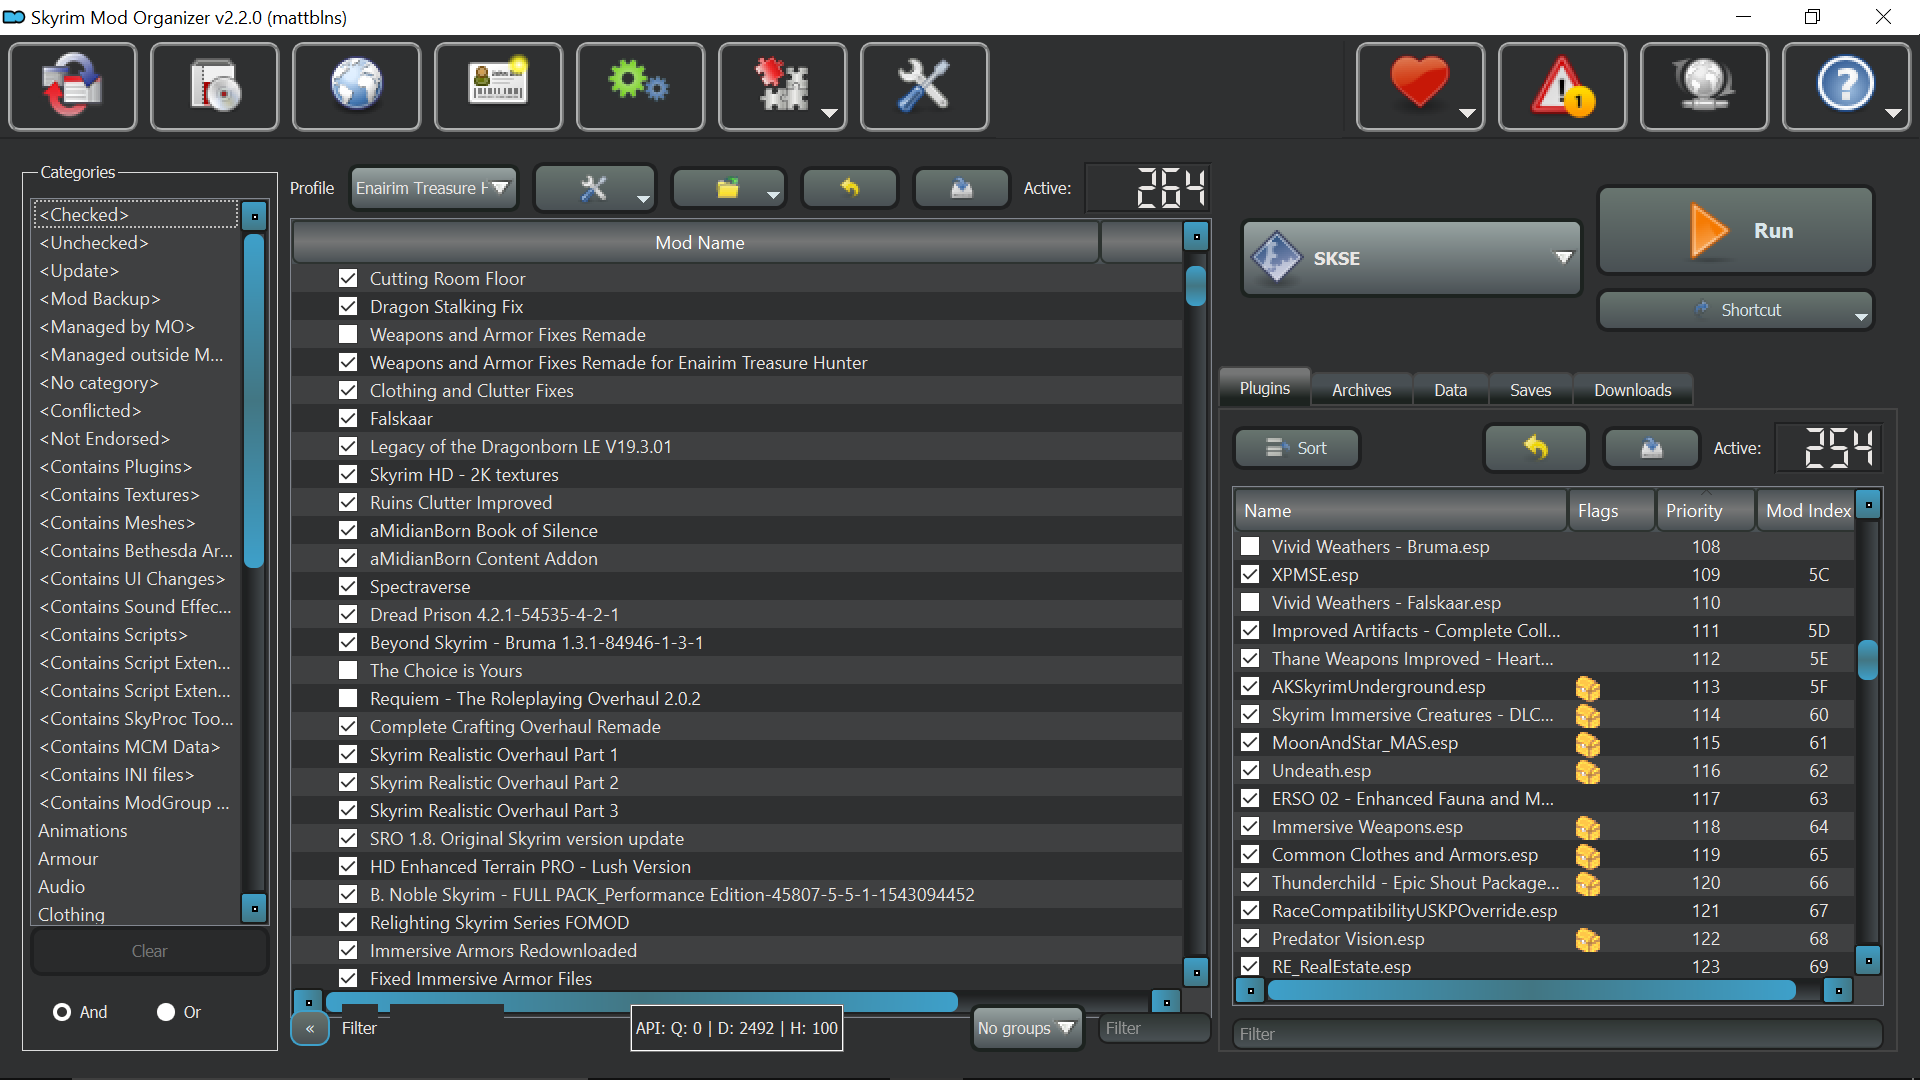 Skyrim Mod Organizer v2.2.0 (mattblns)
1
Categories
<Checked>
<Unchecked>
<Update>
<Mod Backup>
<Managed by MO>
<Managed outside M...
<No category>
<Conflicted>
<Not Endorsed>
<Contains Plugins>
<Contains Textures>
<Contains Meshes>
<Contains Bethesda Ar...
<Contains UI Changes>
<Contains Sound Effec...
<Contains Scripts>
<Contains Script Exten...
<Contains Script Exten...
<Contains SkyProc Too...
<Contains MCM Data>
<Contains INI files>
<Contains ModGroup ...
Animations
Armour
Audio
Clothing
Clear
And Or
Profile Enairim Treasure H Active: 264
Mod Name
Cutting Room Floor
Dragon Stalking Fix
Weapons and Armor Fixes Remade
Weapons and Armor Fixes Remade for Enairim Treasure Hunter
Clothing and Clutter Fixes
Falskaar
Legacy of the Dragonborn LE V19.3.01
Skyrim HD - 2K textures
Ruins Clutter Improved
aMidianBorn Book of Silence
aMidianBorn Content Addon
Spectraverse
Dread Prison 4.2.1-54535-4-2-1
Beyond Skyrim - Bruma 1.3.1-84946-1-3-1
The Choice is Yours
Requiem - The Roleplaying Overhaul 2.0.2
Complete Crafting Overhaul Remade
Skyrim Realistic Overhaul Part 1
Skyrim Realistic Overhaul Part 2
Skyrim Realistic Overhaul Part 3
SRO 1.8. Original Skyrim version update
HD Enhanced Terrain PRO - Lush Version
B. Noble Skyrim - FULL PACK_Performance Edition-45807-5-5-1-1543094452
Relighting Skyrim Series FOMOD
Immersive Armors Redownloaded
Fixed Immersive Armor Files
« Filter API: Q: 0 | D: 2492 | H: 100 No groups Filter
SKSE
Run
Shortcut
Plugins Archives Data Saves Downloads
Sort Active: 254
Name Flags Priority Mod Index
Vivid Weathers - Bruma.esp 108
XPMSE.esp 109 5C
Vivid Weathers - Falskaar.esp 110
Improved Artifacts - Complete Coll... 111 5D
Thane Weapons Improved - Heart... 112 5E
AKSkyrimUnderground.esp 113 5F
Skyrim Immersive Creatures - DLC... 114 60
MoonAndStar_MAS.esp 115 61
Undeath.esp 116 62
ERSO 02 - Enhanced Fauna and M... 117 63
Immersive Weapons.esp 118 64
Common Clothes and Armors.esp 119 65
Thunderchild - Epic Shout Package... 120 66
RaceCompatibilityUSKPOverride.esp 121 67
Predator Vision.esp 122 68
RE_RealEstate.esp 123 69
Filter